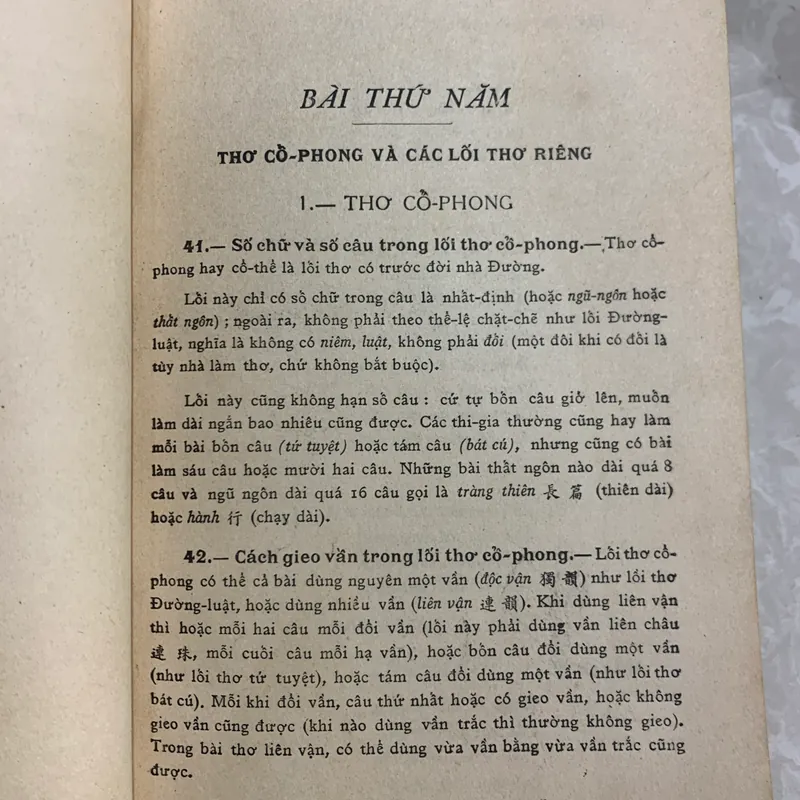 BÀI THỨ NĂM
THƠ CỔ-PHONG VÀ CÁC LỐI THƠ RIÊNG
1.— THƠ CỔ-PHONG
41.— Số chữ và số câu trong lối thơ cổ-phong.— Thơ cổ-
phong hay cổ-thể là lối thơ có trước đời nhà Đường.
Lối này chỉ có số chữ trong câu là nhất-định (hoặc ngũ-ngôn hoặc
thất ngôn) ; ngoài ra, không phải theo thể-lệ chặt-chẽ như lối Đường-
luật, nghĩa là không có niêm, luật, không phải đối (một đôi khi có đối là
tùy nhà làm thơ, chứ không bắt buộc).
Lối này cũng không hạn số câu : cứ tự bốn câu giở lên, muốn
làm dài ngắn bao nhiêu cũng được. Các thi-gia thường cũng hay làm
mỗi bài bốn câu (tứ tuyệt) hoặc tám câu (bát cú), nhưng cũng có bài
làm sáu câu hoặc mười hai câu. Những bài thất ngôn nào dài quá 8
câu và ngũ ngôn dài quá 16 câu gọi là tràng thiên 長 篇 (thiên dài)
hoặc hành 行 (chạy dài).
42.— Cách gieo vần trong lối thơ cổ-phong.— Lối thơ cổ-
phong có thể cả bài dùng nguyên một vần (độc vận 獨 韻) như lối thơ
Đường-luật, hoặc dùng nhiều vần (liên vận 連 韻). Khi dùng liên vận
thì hoặc mỗi hai câu mỗi đổi vần (lối này phải dùng vần liên châu
連 珠, mỗi cuối câu mỗi hạ vần), hoặc bốn câu đổi dùng một vần
(như lối thơ tứ tuyệt), hoặc tám câu đổi dùng một vần (như lối thơ
bát cú). Mỗi khi đổi vần, câu thứ nhất hoặc có gieo vần, hoặc không
gieo vần cũng được (khi nào dùng vần trắc thì thường không gieo).
Trong bài thơ liên vận, có thể dùng vừa vần bằng vừa vần trắc cũng
được.